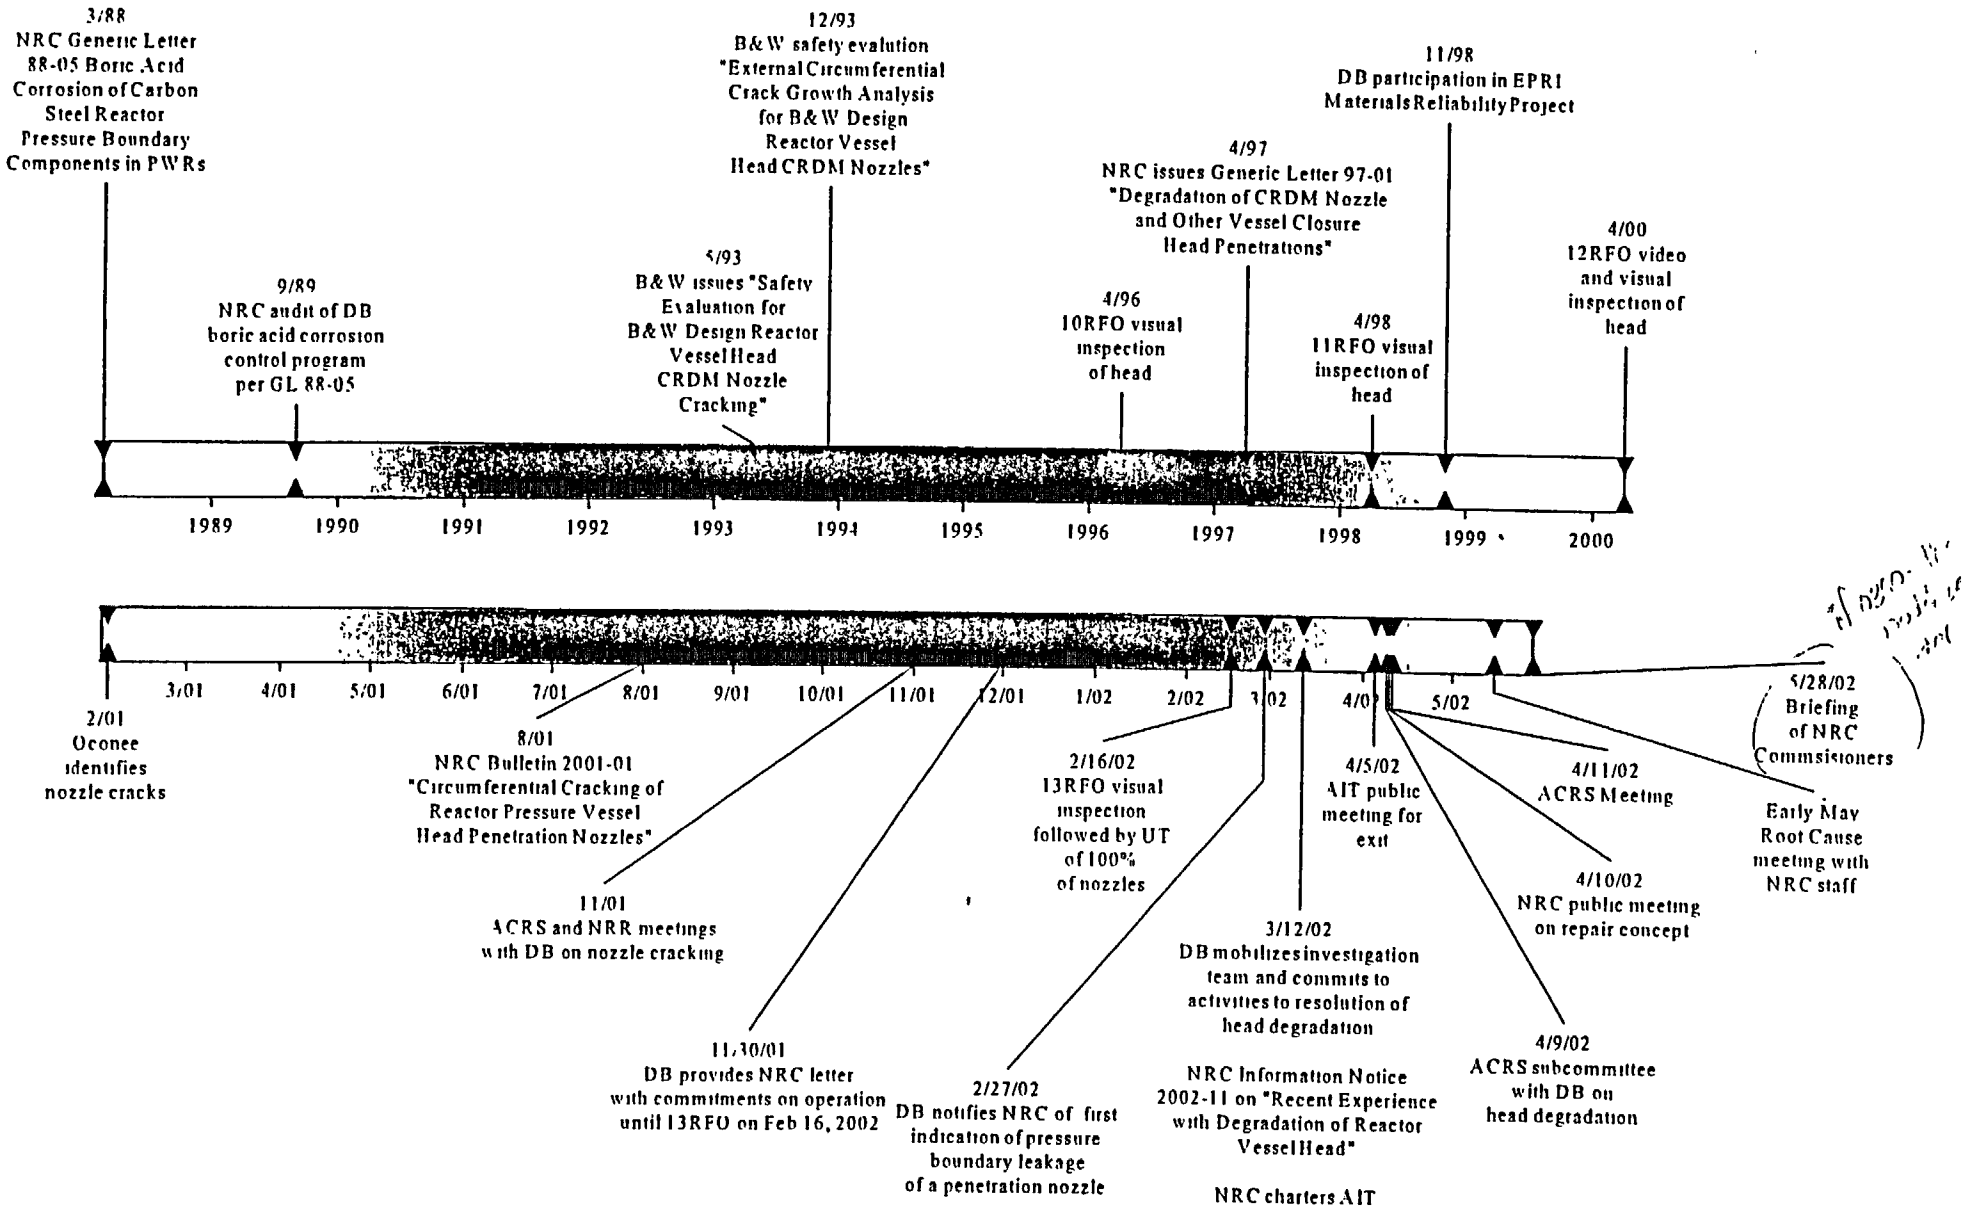 3/88
NRC Generic Letter
88-05 Boric Acid
Corrosion of Carbon
Steel Reactor
Pressure Boundary
Components in PWRs
9/89
NRC audit of DB
boric acid corrosion
control program
per GL 88-05
5/93
B&W issues "Safety
Evaluation for
B&W Design Reactor
Vessel Head
CRDM Nozzle
Cracking"
12/93
B&W safety evalution
"External Circumferential
Crack Growth Analysis
for B&W Design
Reactor Vessel
Head CRDM Nozzles"
4/96
10RFO visual
inspection
of head
4/97
NRC issues Generic Letter 97-01
"Degradation of CRDM Nozzle
and Other Vessel Closure
Head Penetrations"
4/98
11RFO visual
inspection of
head
11/98
DB participation in EPRI
Materials Reliability Project
4/00
12RFO video
and visual
inspection of
head
1989 1990 1991 1992 1993 1994 1995 1996 1997 1998 1999 2000
3/01 4/01 5/01 6/01 7/01 8/01 9/01 10/01 11/01 12/01 1/02 2/02 3/02 4/02 5/02
2/01
Oconee
identifies
nozzle cracks
8/01
NRC Bulletin 2001-01
"Circumferential Cracking of
Reactor Pressure Vessel
Head Penetration Nozzles"
11/01
ACRS and NRR meetings
with DB on nozzle cracking
11/30/01
DB provides NRC letter
with commitments on operation
until 13RFO on Feb 16, 2002
2/16/02
13RFO visual
inspection
followed by UT
of 100%
of nozzles
2/27/02
DB notifies NRC of first
indication of pressure
boundary leakage
of a penetration nozzle
3/12/02
DB mobilizes investigation
team and commits to
activities to resolution of
head degradation
NRC Information Notice
2002-11 on "Recent Experience
with Degradation of Reactor
Vessel Head"
NRC charters AIT
4/5/02
AIT public
meeting for
exit
4/9/02
ACRS subcommittee
with DB on
head degradation
4/10/02
NRC public meeting
on repair concept
4/11/02
ACRS Meeting
Early May
Root Cause
meeting with
NRC staff
5/28/02
Briefing
of NRC
Commsisioners